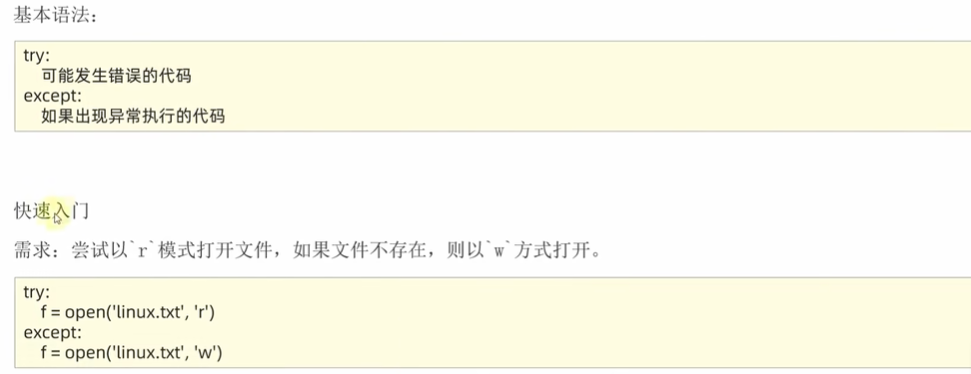 基本语法：
try:
    可能发生错误的代码
except:
    如果出现异常执行的代码
快速入门
需求：尝试以`r`模式打开文件，如果文件不存在，则以`w`方式打开。
try:
    f = open('linux.txt', 'r')
except:
    f = open('linux.txt', 'w')